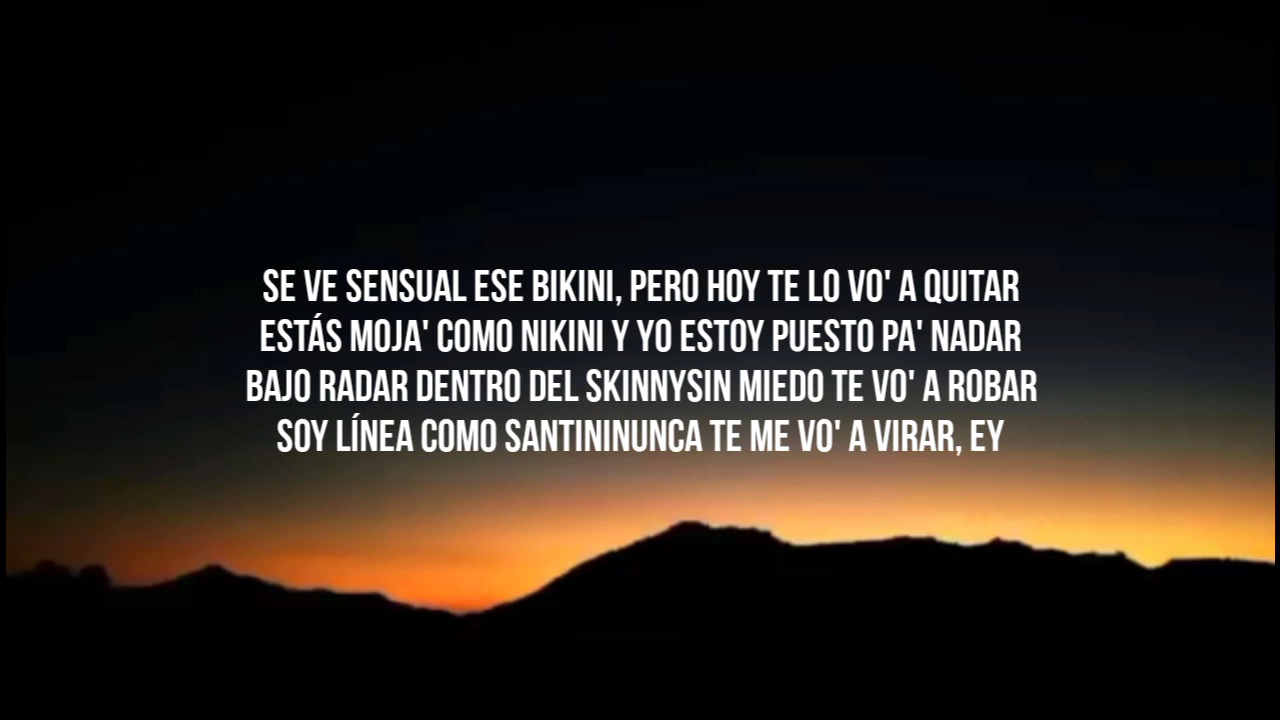 SE VE SENSUAL ESE BIKINI, PERO HOY TE LO VO' A QUITAR
ESTÁS MOJA' COMO NIKINI Y YO ESTOY PUESTO PA' NADAR
BAJO RADAR DENTRO DEL SKINNYSIN MIEDO TE VO' A ROBAR
SOY LÍNEA COMO SANTININUNCA TE ME VO' A VIRAR, EY